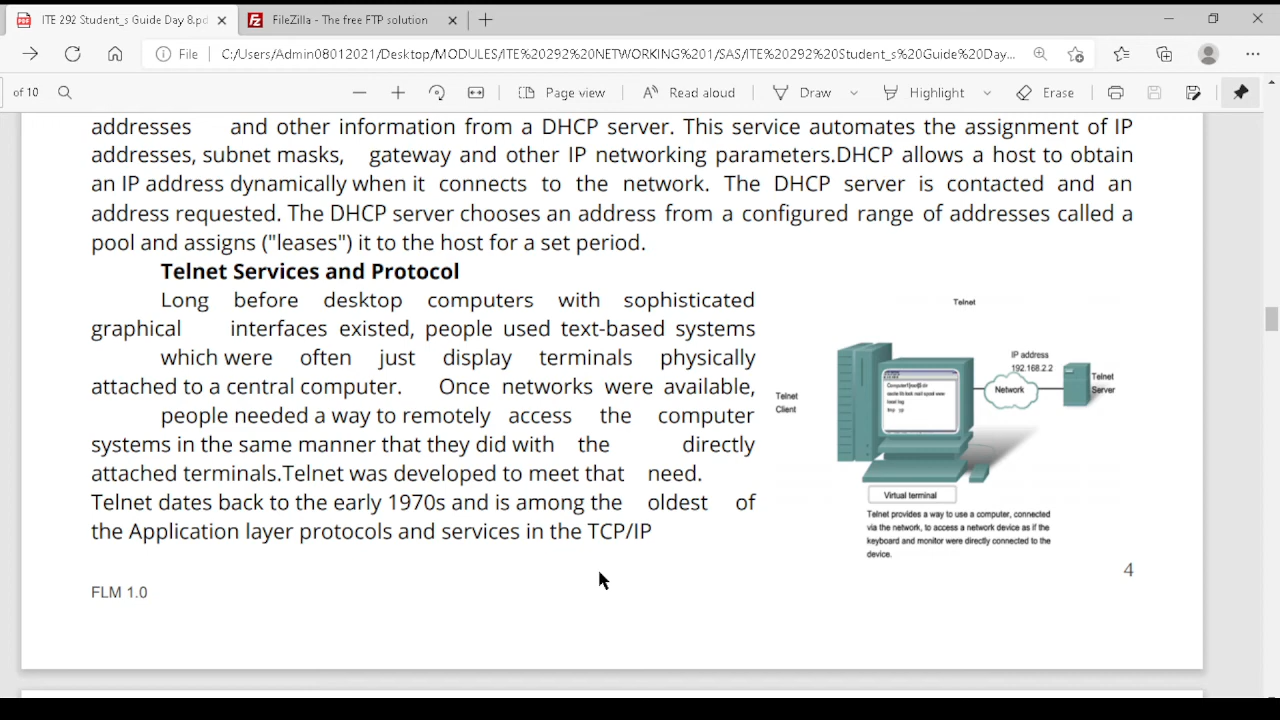 ITE 292 Student_s Guide Day 8.pd
FileZilla - The free FTP solution
File
C:/Users/Admin08012021/Desktop/MODULES/ITE%20292%20NETWORKING%201/SAS/ITE%20292%20Student_s%20Guide%20Day...
of 10
Page view
Read aloud
Draw
Highlight
Erase
addresses and other information from a DHCP server. This service automates the assignment of IP
addresses, subnet masks, gateway and other IP networking parameters.DHCP allows a host to obtain
an IP address dynamically when it connects to the network. The DHCP server is contacted and an
address requested. The DHCP server chooses an address from a configured range of addresses called a
pool and assigns ("leases") it to the host for a set period.
Telnet Services and Protocol
Long before desktop computers with sophisticated
graphical interfaces existed, people used text-based systems
which were often just display terminals physically
attached to a central computer. Once networks were available,
people needed a way to remotely access the computer
systems in the same manner that they did with the directly
attached terminals.Telnet was developed to meet that need.
Telnet dates back to the early 1970s and is among the oldest of
the Application layer protocols and services in the TCP/IP
Telnet
IP address
192.168.2.2
Telnet
Client
Network
Telnet
Server
Virtual terminal
Telnet provides a way to use a computer, connected
via the network, to access a network device as if the
keyboard and monitor were directly connected to the
device.
4
FLM 1.0